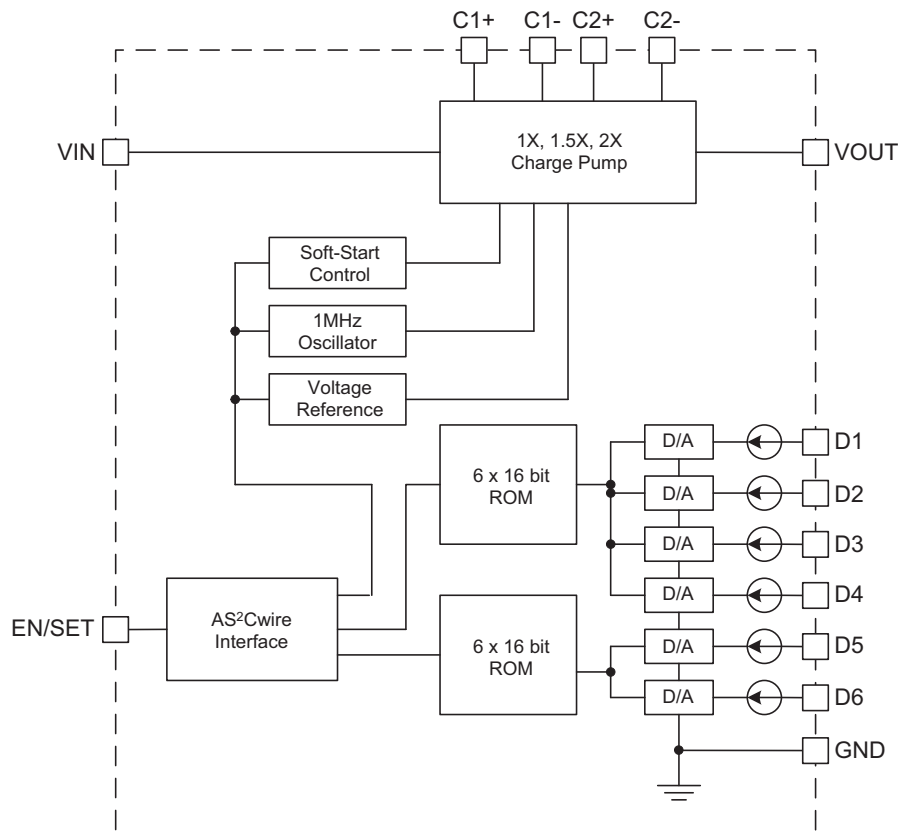 C1+ C1- C2+ C2-
VIN
1X, 1.5X, 2X
Charge Pump
VOUT
Soft-Start
Control
1MHz
Oscillator
Voltage
Reference
6 x 16 bit
ROM
D/A
D1
D/A
D2
D/A
D3
D/A
D4
EN/SET
AS²Cwire
Interface
6 x 16 bit
ROM
D/A
D5
D/A
D6
GND